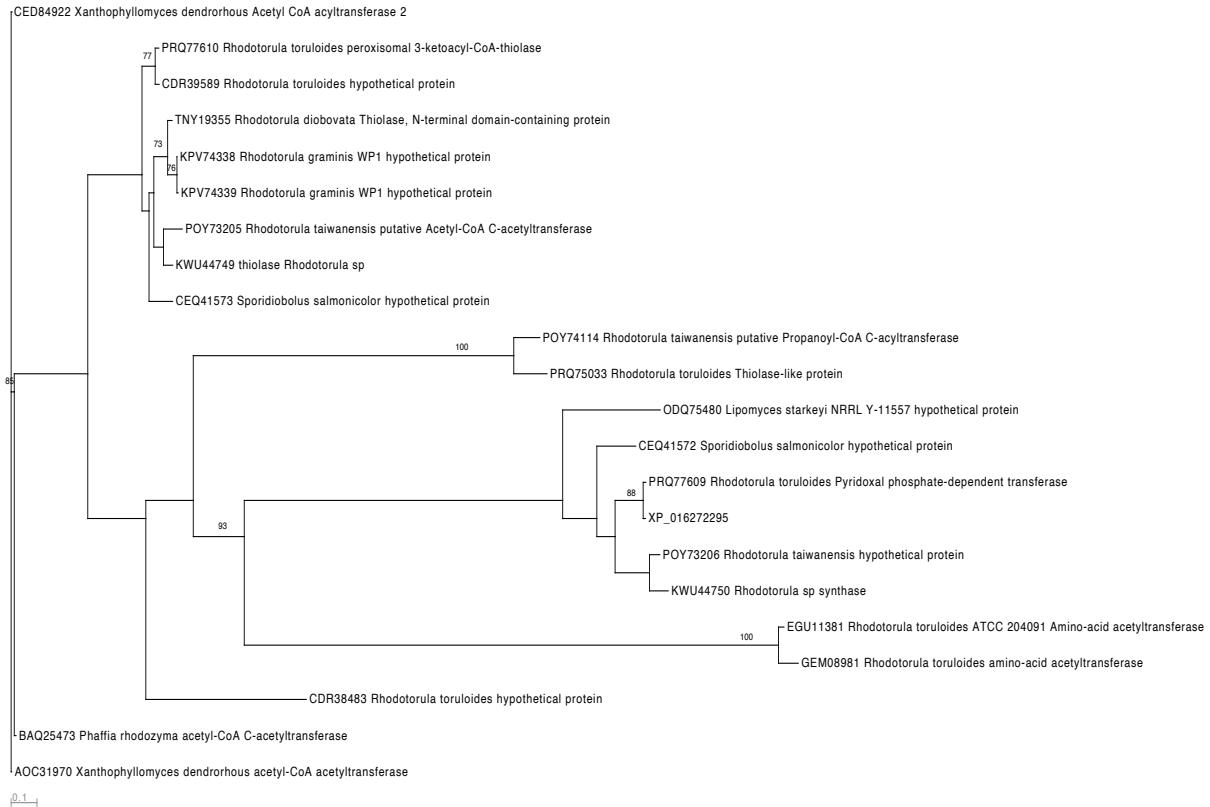 CED84922 Xanthophyllomyces dendrorhous Acetyl CoA acyltransferase 2
77
PRQ77610 Rhodotorula toruloides peroxisomal 3-ketoacyl-CoA-thiolase
CDR39589 Rhodotorula toruloides hypothetical protein
TNY19355 Rhodotorula diobovata Thiolase, N-terminal domain-containing protein
73
KPV74338 Rhodotorula graminis WP1 hypothetical protein
76
KPV74339 Rhodotorula graminis WP1 hypothetical protein
POY73205 Rhodotorula taiwanensis putative Acetyl-CoA C-acetyltransferase
KWU44749 thiolase Rhodotorula sp
CEQ41573 Sporidiobolus salmonicolor hypothetical protein
POY74114 Rhodotorula taiwanensis putative Propanoyl-CoA C-acyltransferase
100
PRQ75033 Rhodotorula toruloides Thiolase-like protein
85
ODQ75480 Lipomyces starkeyi NRRL Y-11557 hypothetical protein
CEQ41572 Sporidiobolus salmonicolor hypothetical protein
PRQ77609 Rhodotorula toruloides Pyridoxal phosphate-dependent transferase
88
XP_016272295
93
POY73206 Rhodotorula taiwanensis hypothetical protein
KWU44750 Rhodotorula sp synthase
EGU11381 Rhodotorula toruloides ATCC 204091 Amino-acid acetyltransferase
100
GEM08981 Rhodotorula toruloides amino-acid acetyltransferase
CDR38483 Rhodotorula toruloides hypothetical protein
BAQ25473 Phaffia rhodozyma acetyl-CoA C-acetyltransferase
AOC31970 Xanthophyllomyces dendrorhous acetyl-CoA acetyltransferase
0.1